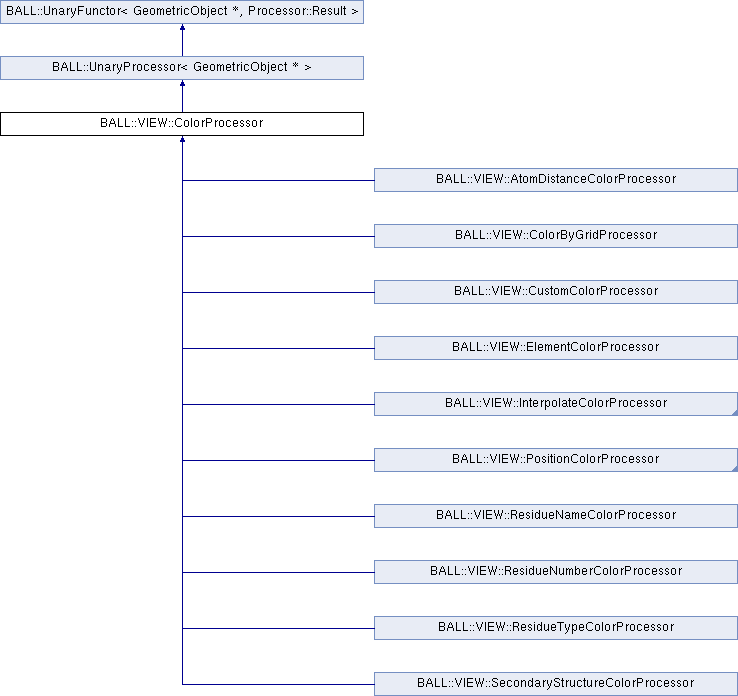 BALL::UnaryFunctor< GeometricObject *, Processor::Result >
BALL::UnaryProcessor< GeometricObject * >
BALL::VIEW::ColorProcessor
BALL::VIEW::AtomDistanceColorProcessor
BALL::VIEW::ColorByGridProcessor
BALL::VIEW::CustomColorProcessor
BALL::VIEW::ElementColorProcessor
BALL::VIEW::InterpolateColorProcessor
BALL::VIEW::PositionColorProcessor
BALL::VIEW::ResidueNameColorProcessor
BALL::VIEW::ResidueNumberColorProcessor
BALL::VIEW::ResidueTypeColorProcessor
BALL::VIEW::SecondaryStructureColorProcessor